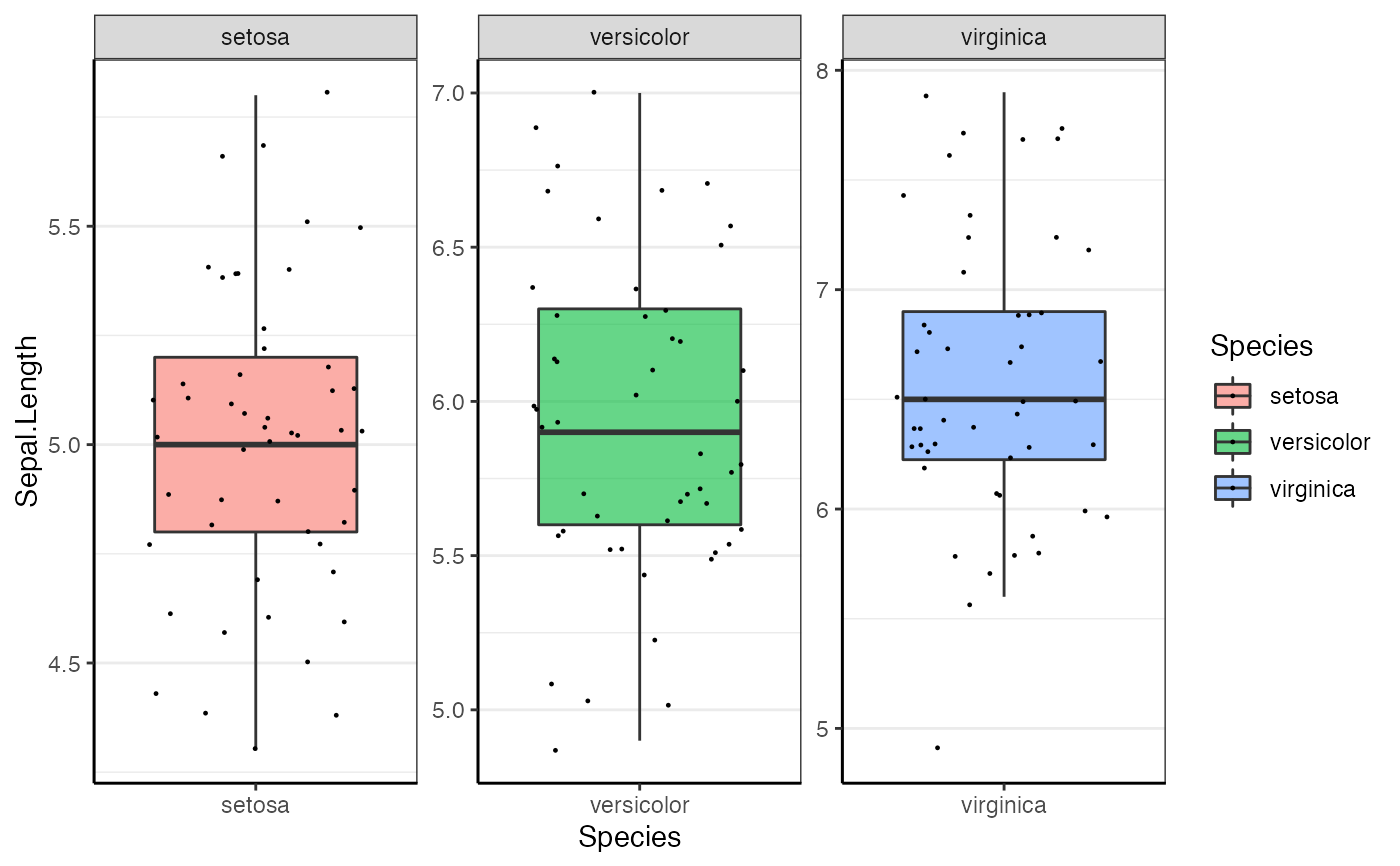 setosa
versicolor
virginica
Sepal.Length
5.5
5.0
4.5
7.0
6.5
6.0
5.5
5.0
8
7
6
5
setosa
versicolor
virginica
Species
Species
setosa
versicolor
virginica